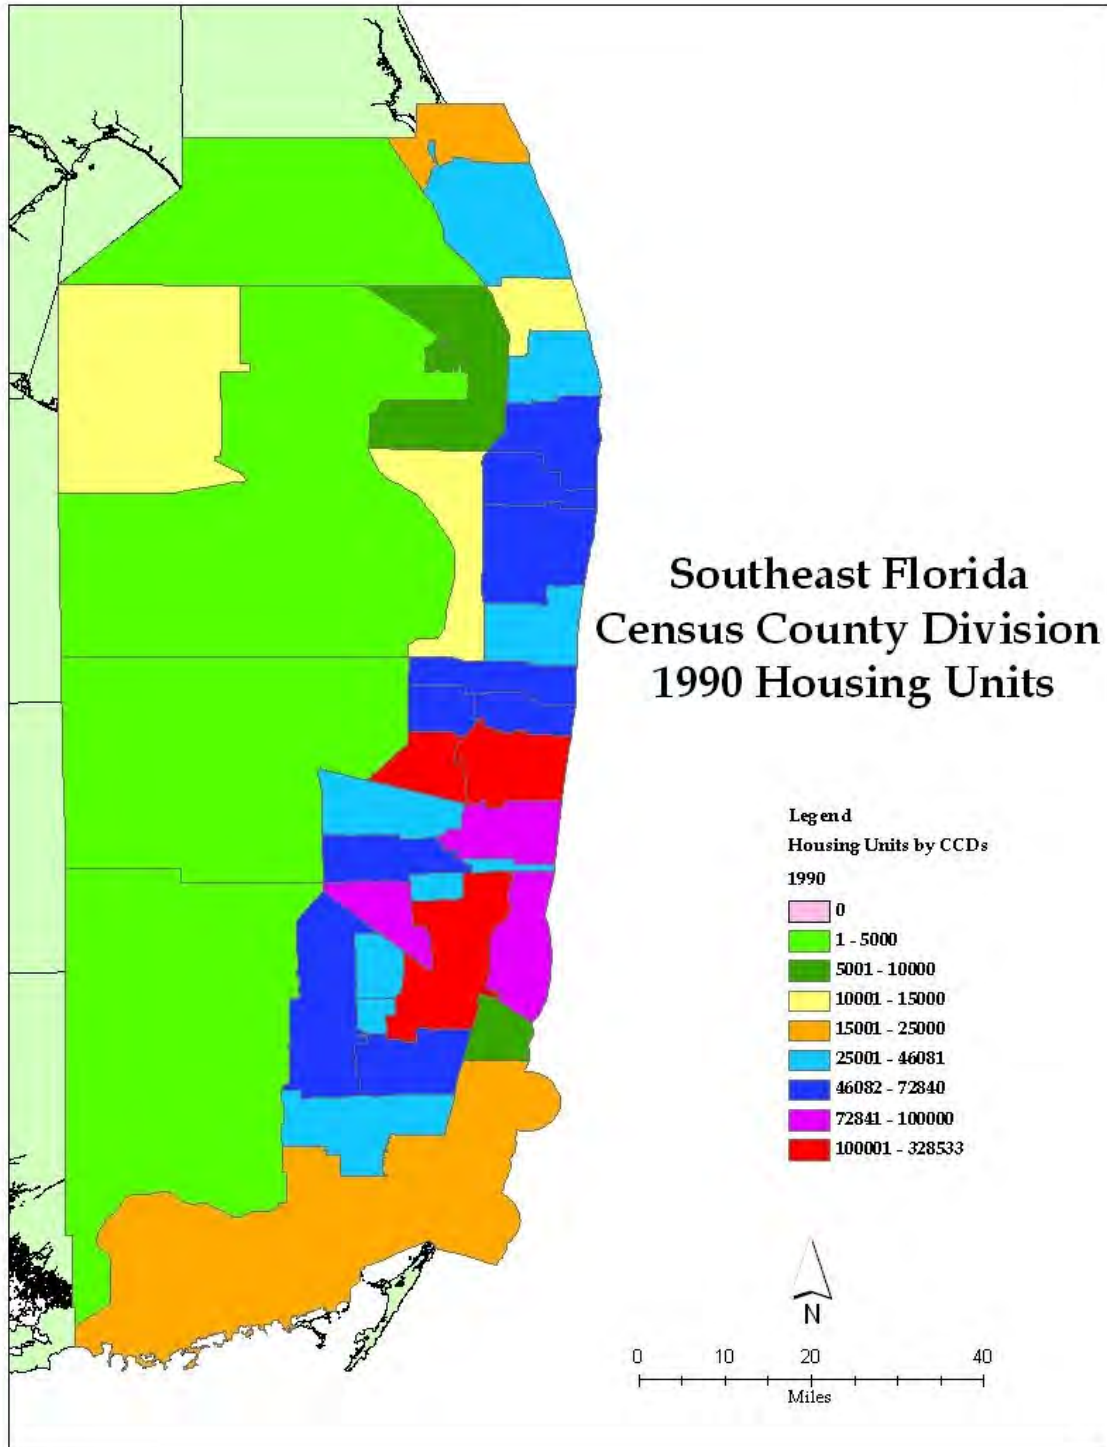 Southeast Florida
Census County Division
1990 Housing Units
Legend
Housing Units by CCDs
1990
0
1 - 5000
5001 - 10000
10001 - 15000
15001 - 25000
25001 - 46081
46082 - 72840
72841 - 100000
100001 - 328533
N
0 10 20 40
Miles